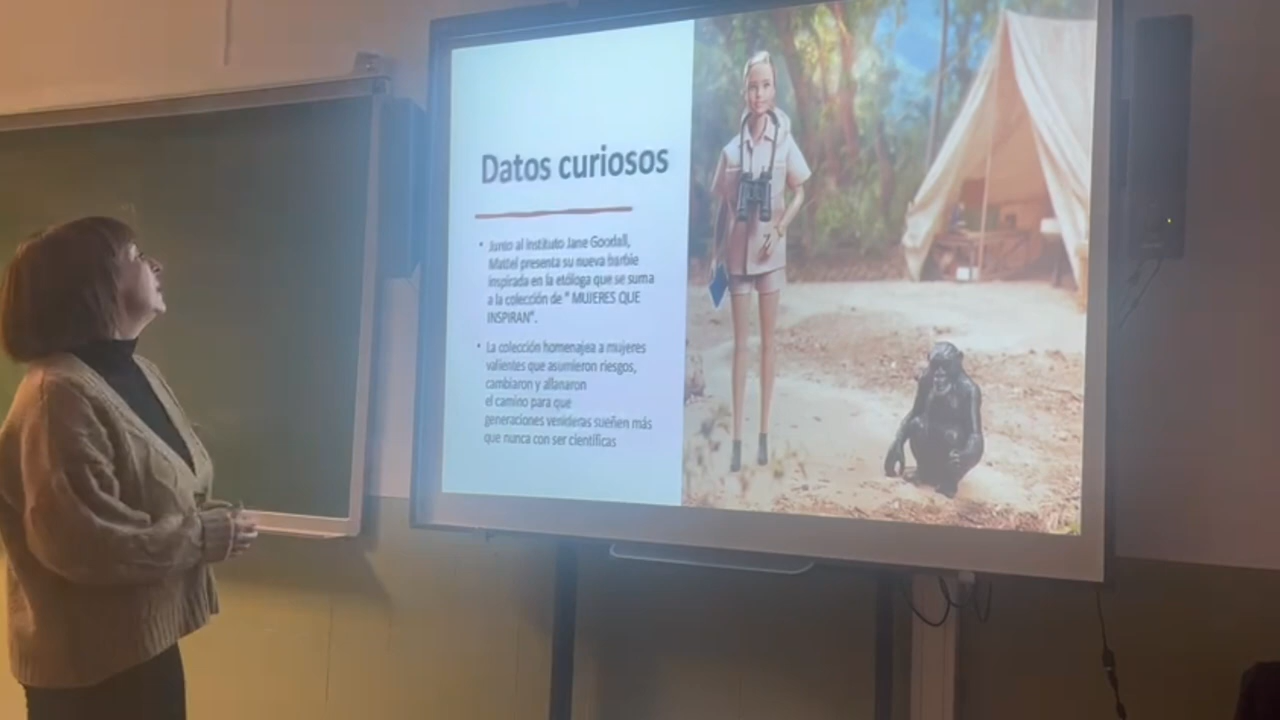 Datos curiosos
• Junto al instituto Jane Goodall,
Mattel presenta su nueva barbie
inspirada en la etóloga que se suma
a la colección de " MUJERES QUE
INSPIRAN".
• La colección homenajea a mujeres
valientes que asumieron riesgos,
cambiaron y allanaron
el camino para que
generaciones venideras sueñen más
que nunca con ser científicas